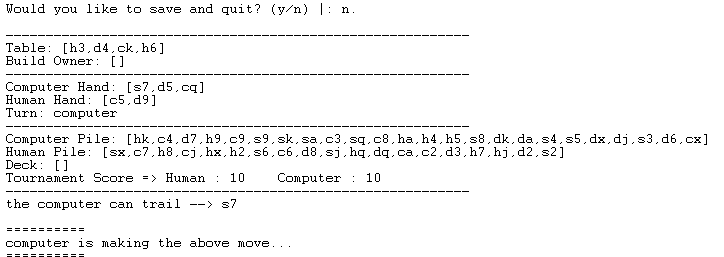 Would you like to save and quit? (y/n) |: n.
----------------------------------------------------------
Table: [h3,d4,ck,h6]
Build Owner: []
----------------------------------------------------------
Computer Hand: [s7,d5,cq]
Human Hand: [c5,d9]
Turn: computer
----------------------------------------------------------
Computer Pile: [hk,c4,d7,h9,c9,s9,sk,sa,c3,sq,c8,ha,h4,h5,s8,dk,da,s4,s5,dx,dj,s3,d6,cx]
Human Pile: [sx,c7,h8,cj,hx,h2,s6,c6,d8,sj,hq,dq,ca,c2,d3,h7,hj,d2,s2]
Deck: []
Tournament Score => Human : 10    Computer : 10
----------------------------------------------------------
the computer can trail --> s7
==========
computer is making the above move...
==========